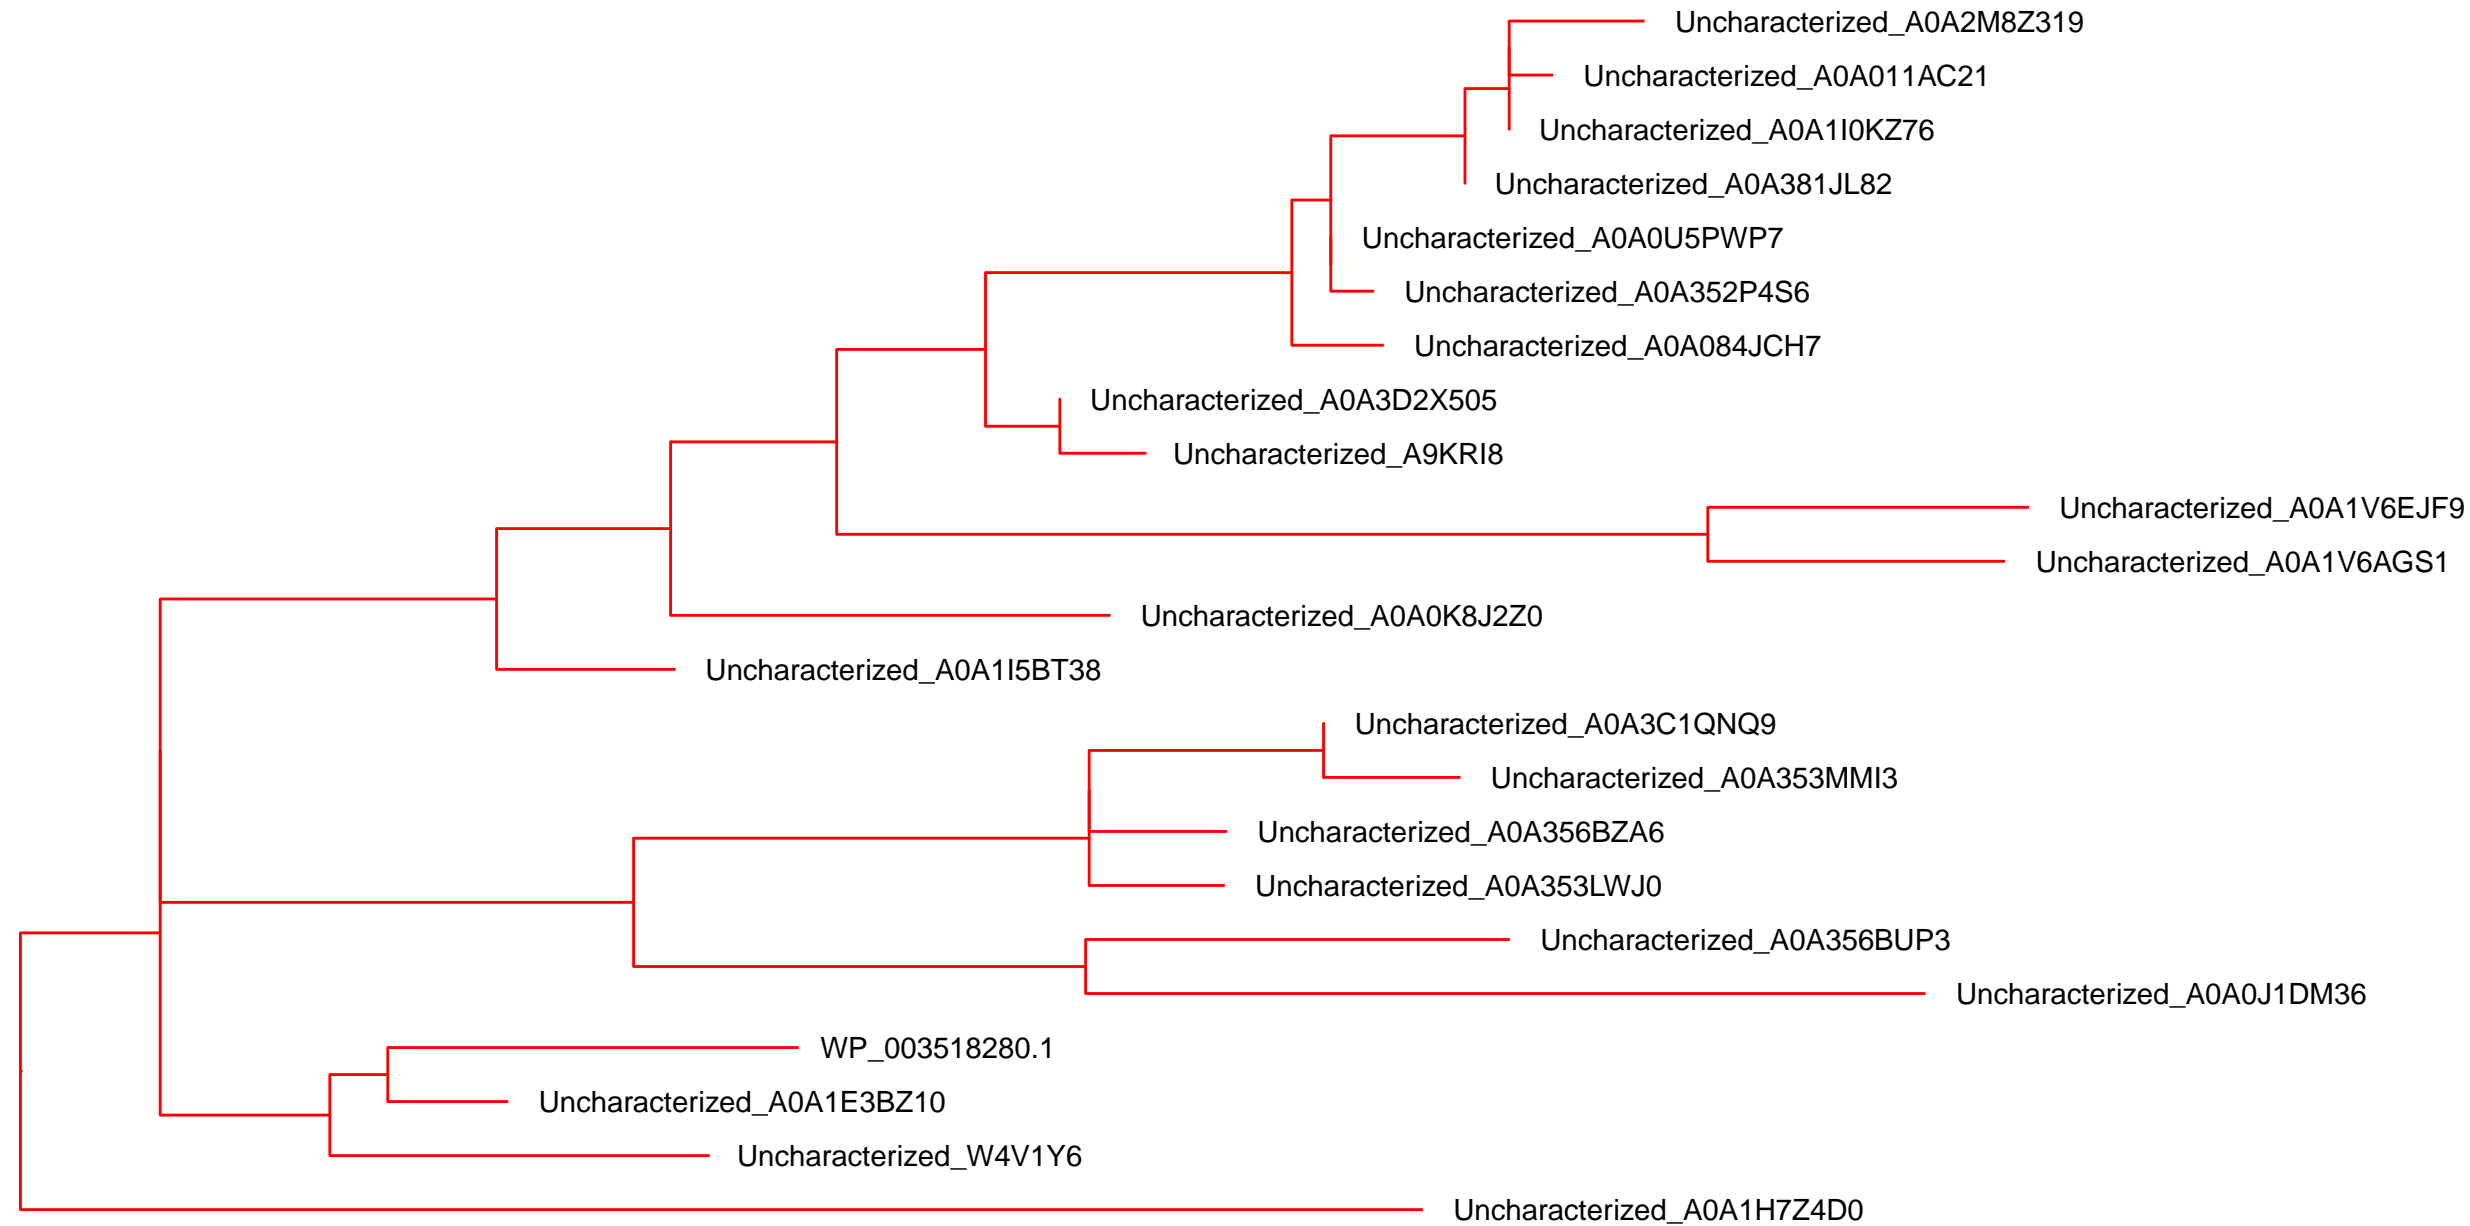 Uncharacterized_A0A2M8Z319
Uncharacterized_A0A011AC21
Uncharacterized_A0A1I0KZ76
Uncharacterized_A0A381JL82
Uncharacterized_A0A0U5PWP7
Uncharacterized_A0A352P4S6
Uncharacterized_A0A084JCH7
Uncharacterized_A0A3D2X505
Uncharacterized_A9KRI8
Uncharacterized_A0A1V6EJF9
Uncharacterized_A0A1V6AGS1
Uncharacterized_A0A0K8J2Z0
Uncharacterized_A0A1I5BT38
Uncharacterized_A0A3C1QNQ9
Uncharacterized_A0A353MMI3
Uncharacterized_A0A356BZA6
Uncharacterized_A0A353LWJ0
Uncharacterized_A0A356BUP3
Uncharacterized_A0A0J1DM36
WP_003518280.1
Uncharacterized_A0A1E3BZ10
Uncharacterized_W4V1Y6
Uncharacterized_A0A1H7Z4D0